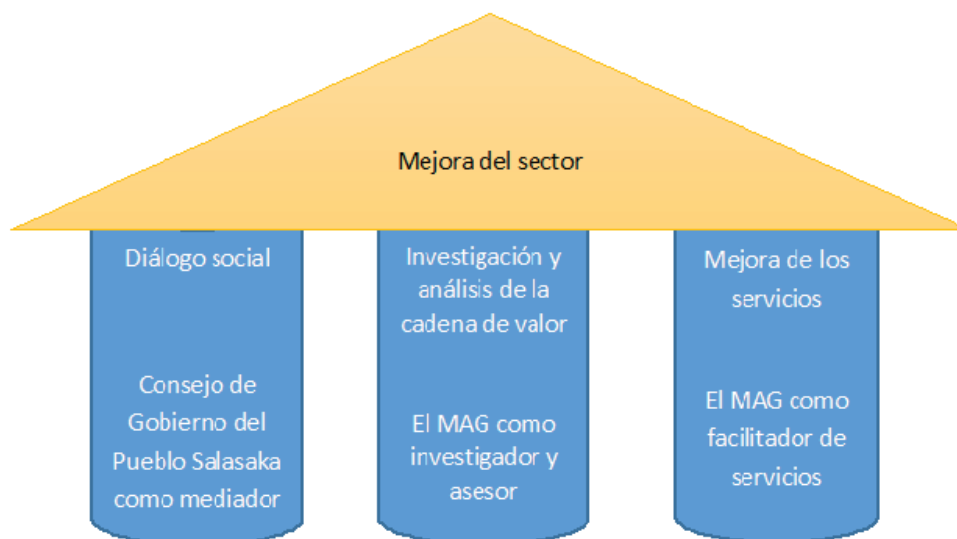 Mejora del sector
Diálogo social
Consejo de
Gobierno del
Pueblo Salasaka
como mediador
Investigación y
análisis de la
cadena de valor
El MAG como
investigador y
asesor
Mejora de los
servicios
El MAG como
facilitador de
servicios